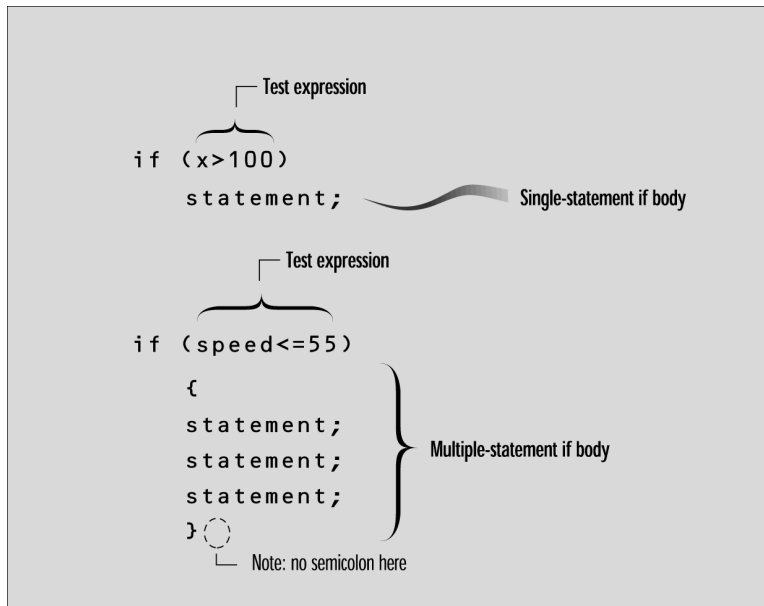 Test expression
if (x>100)
statement;
Single-statement if body
Test expression
if (speed<=55)
{
statement;
statement;
statement;
}
Multiple-statement if body
Note: no semicolon here